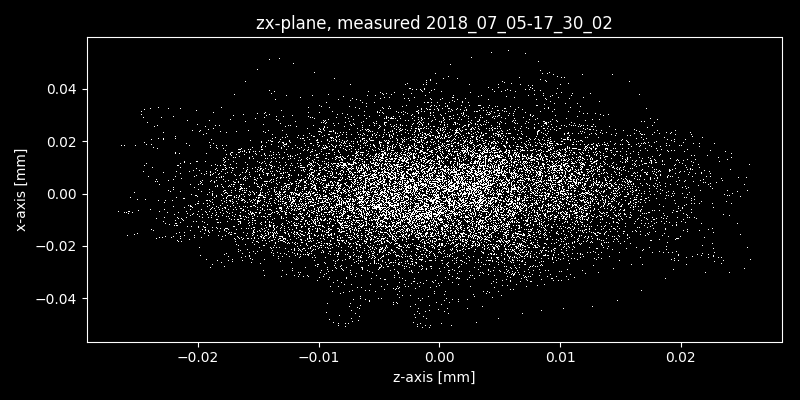 zx-plane, measured 2018_07_05-17_30_02
0.04
0.02
0.00
−0.02
−0.04
x-axis [mm]
−0.02 −0.01 0.00 0.01 0.02
z-axis [mm]